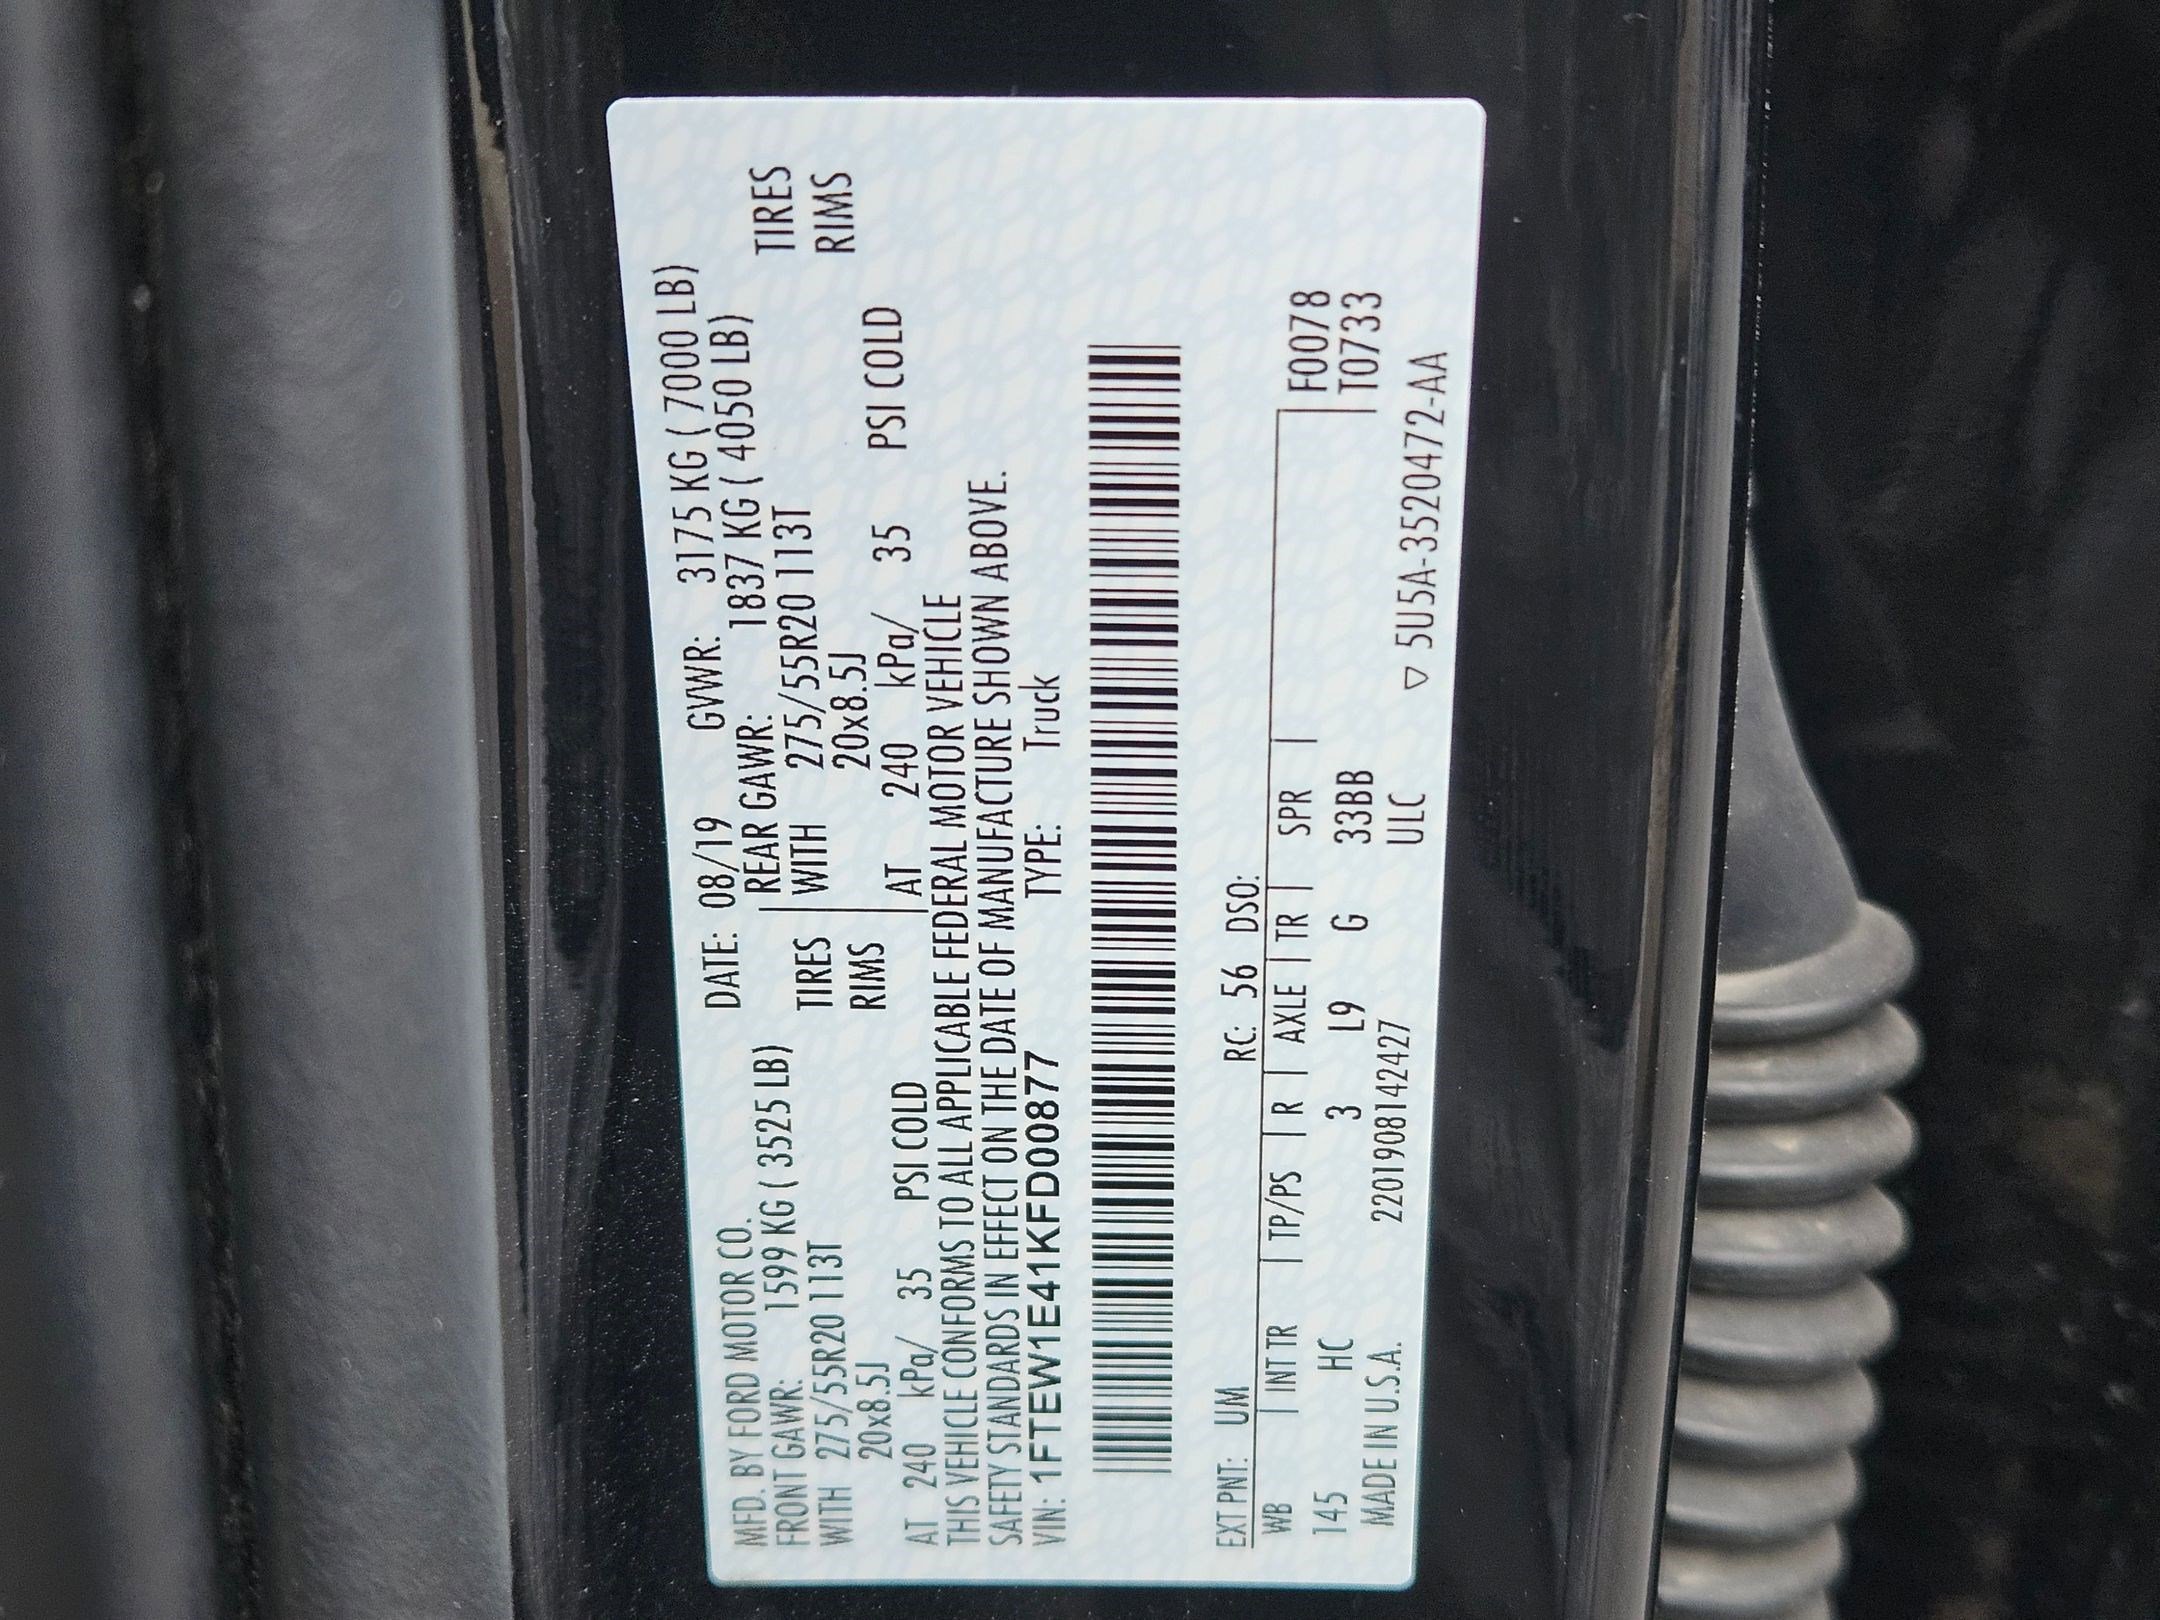 MFD. BY FORD MOTOR CO. DATE: 08/19 GVWR: 3175 KG ( 7000 LB)
FRONT GAWR: 1599 KG ( 3525 LB) REAR GAWR: 1837 KG ( 4050 LB)
WITH 275/55R20 113T TIRES WITH 275/55R20 113T TIRES
20x8.5J RIMS 20x8.5J RIMS
AT 240 kPa/ 35 PSI COLD AT 240 kPa/ 35 PSI COLD
THIS VEHICLE CONFORMS TO ALL APPLICABLE FEDERAL MOTOR VEHICLE
SAFETY STANDARDS IN EFFECT ON THE DATE OF MANUFACTURE SHOWN ABOVE.
VIN: 1FTEW1E41KFD00877 TYPE: Truck
EXT PNT: UM RC: 56 DSO:
WB | INT TR | TP/PS | R | AXLE | TR | SPR | F00078
145 HC 3 L9 G 33BB T0733
MADE IN U.S.A. 220190814 2427 ULC
▽ 5U5A-3520472-AA